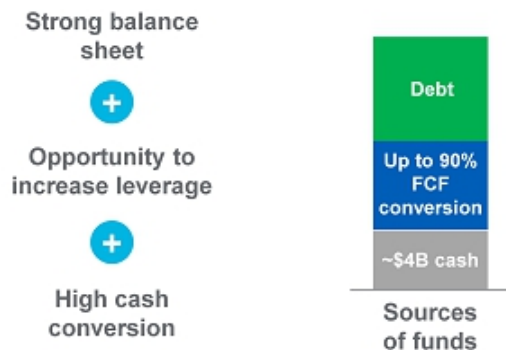 Strong balance
sheet
+
Opportunity to
increase leverage
+
High cash
conversion
Debt
Up to 90%
FCF
conversion
~$4B cash
Sources
of funds